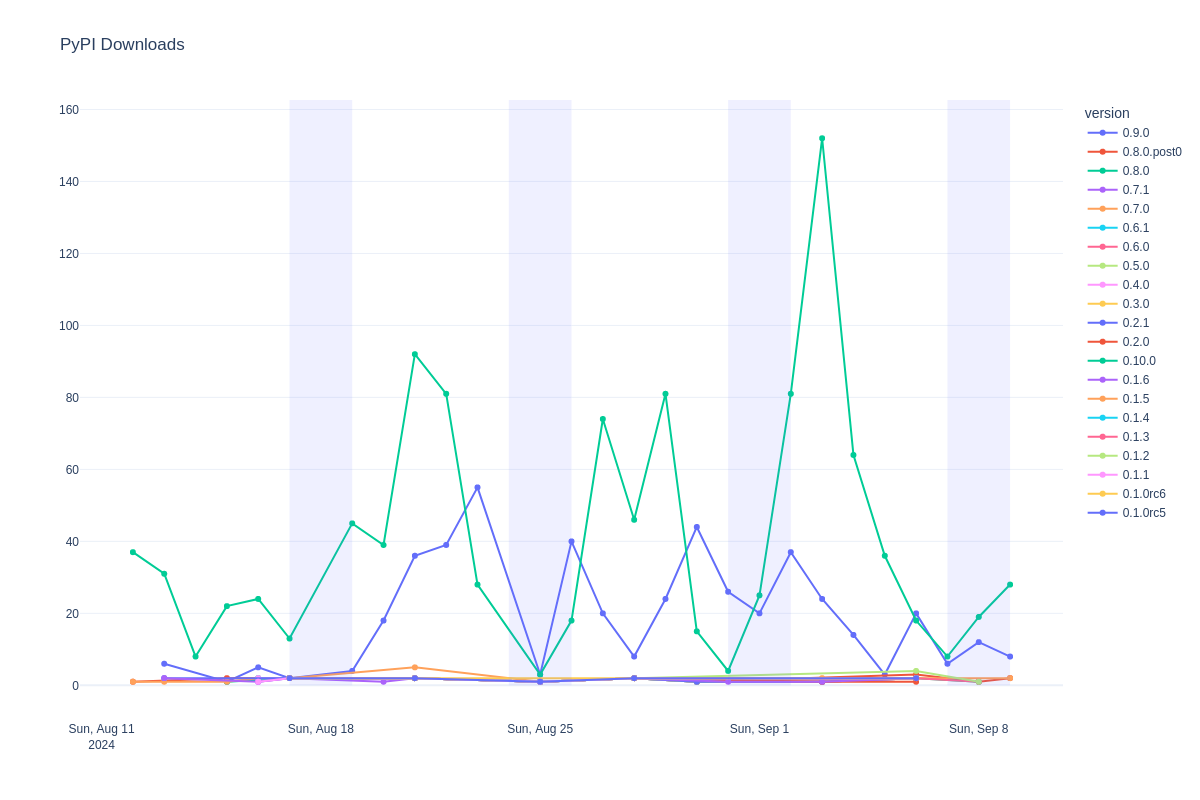 PyPI Downloads
160
140
120
100
80
60
40
20
0
Sun, Aug 11
2024
Sun, Aug 18
Sun, Aug 25
Sun, Sep 1
Sun, Sep 8
version
0.9.0
0.8.0.post0
0.8.0
0.7.1
0.7.0
0.6.1
0.6.0
0.5.0
0.4.0
0.3.0
0.2.1
0.2.0
0.10.0
0.1.6
0.1.5
0.1.4
0.1.3
0.1.2
0.1.1
0.1.0rc6
0.1.0rc5